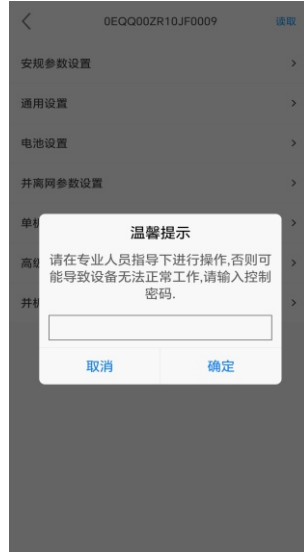 0EQQ00ZR10JF0009 读取
安规参数设置
通用设置
电池设置
并离网参数设置
单机
高级
并机
温馨提示
请在专业人员指导下进行操作,否则可
能导致设备无法正常工作,请输入控制
密码.
取消 确定